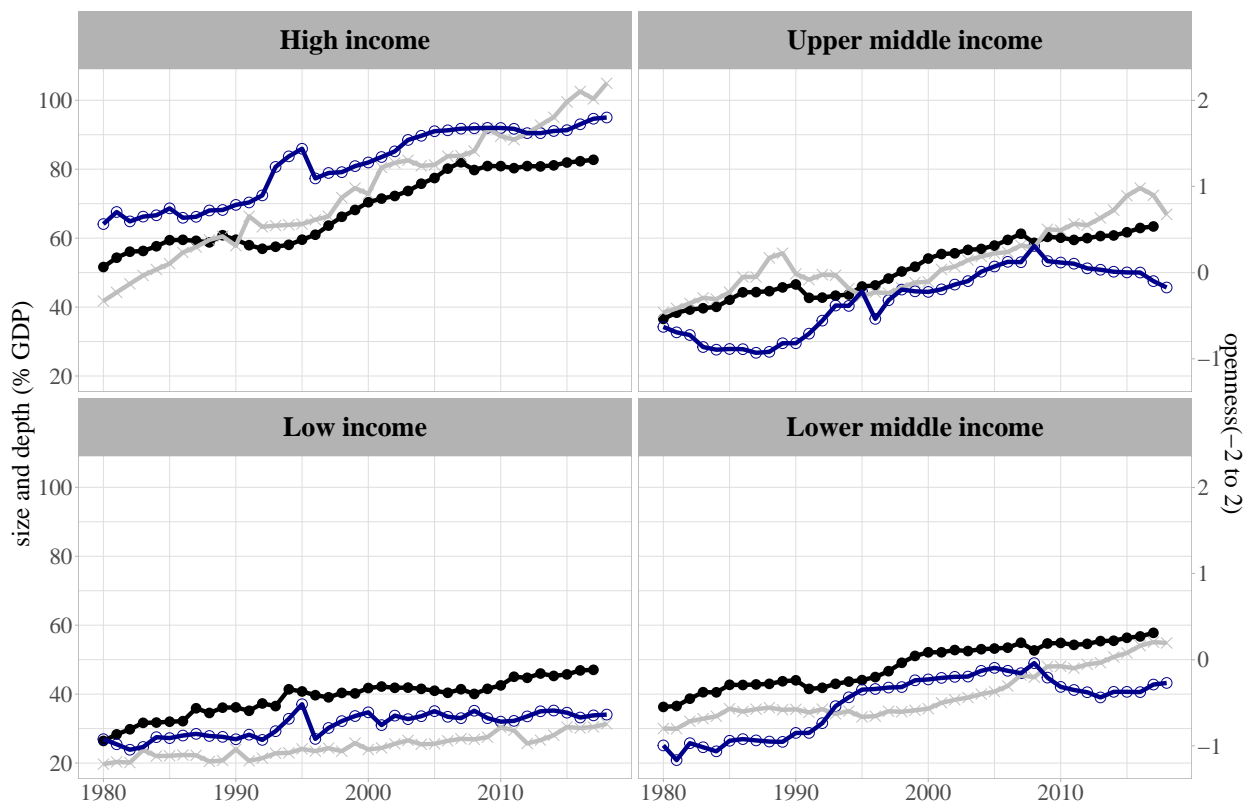 High income
Upper middle income
100
80
60
40
20
2
1
0
−1
size and depth (% GDP)
openness(−2 to 2)
Low income
Lower middle income
100
80
60
40
20
2
1
0
−1
1980 1990 2000 2010
1980 1990 2000 2010